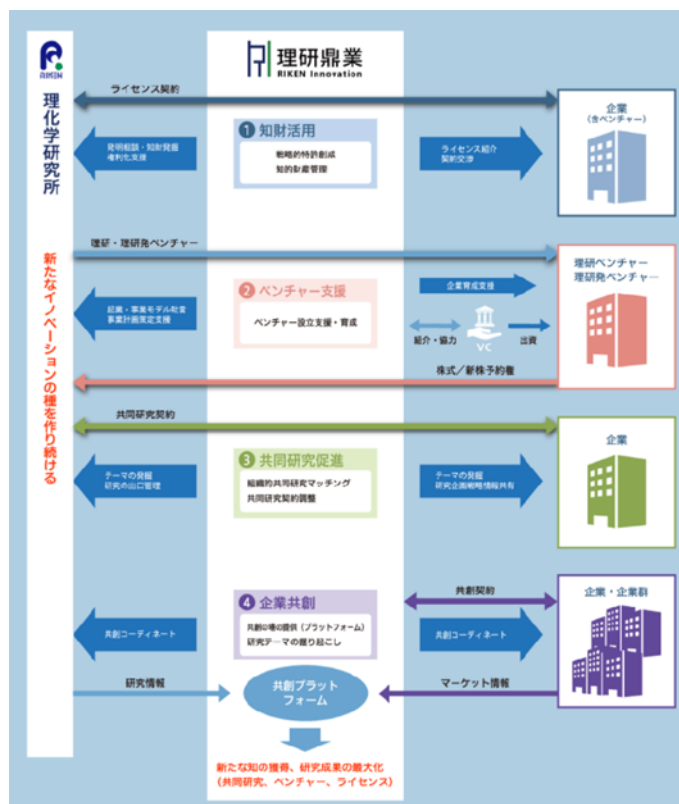 RIKEN
理化学研究所
新たなイノベーションの種を作り続ける
理研鼎業
RIKEN Innovation
ライセンス契約
1 知財活用
戦略的特許創成
知的財産管理
発明相談・知財発掘
権利化支援
ライセンス紹介
契約交渉
企業
(含ベンチャー)
理研・理研発ベンチャー
2 ベンチャー支援
ベンチャー設立支援・育成
起業・事業モデル助言
事業計画策定支援
企業育成支援
紹介・協力
VC
出資
理研ベンチャー
理研発ベンチャー
株式/新株予約権
共同研究契約
3 共同研究促進
組織的共同研究マッチング
共同研究契約調整
テーマの発掘
研究の出口管理
テーマの発掘
研究企画戦略情報共有
企業
4 企業共創
共創の場の提供(プラットフォーム)
研究テーマの掘り起こし
共創コーディネート
共創契約
共創コーディネート
企業・企業群
研究情報
共創プラット
フォーム
マーケット情報
新たな知の獲得、研究成果の最大化
(共同研究、ベンチャー、ライセンス)